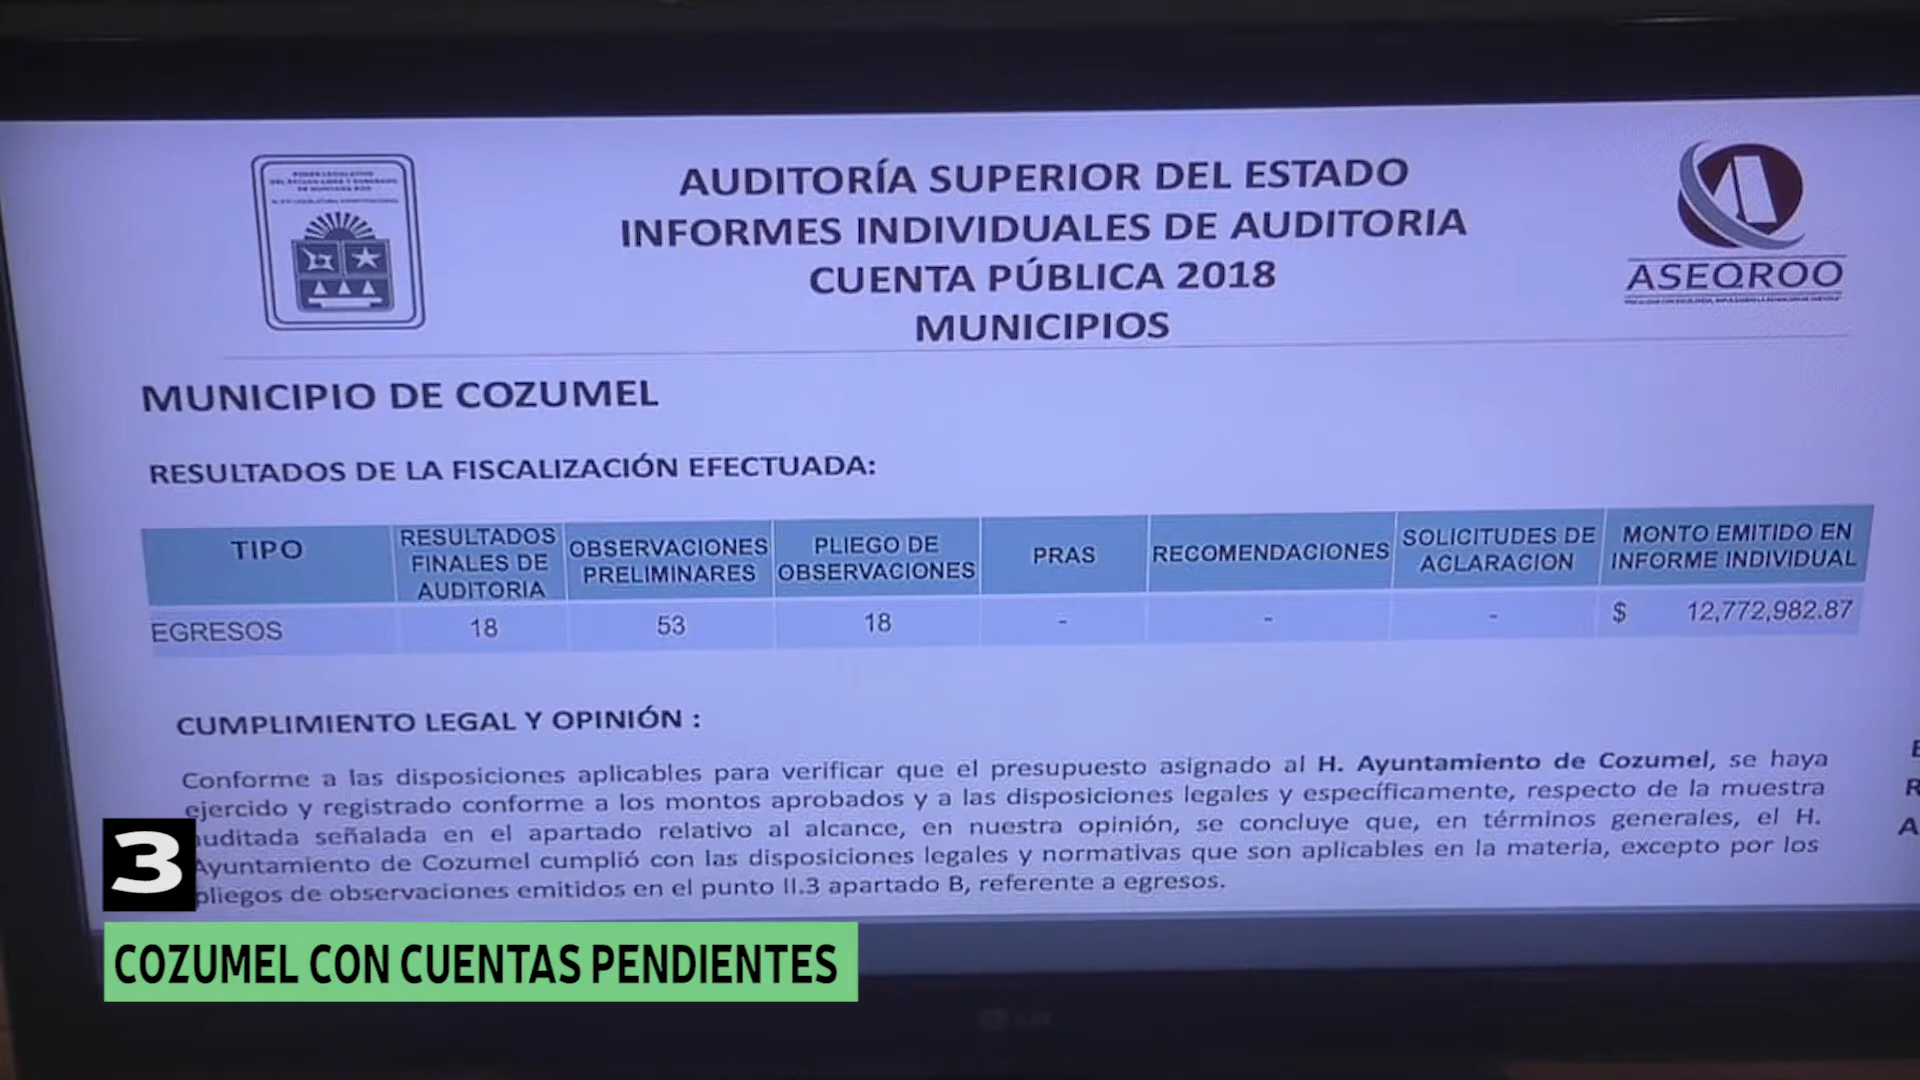 AUDITORÍA SUPERIOR DEL ESTADO
INFORMES INDIVIDUALES DE AUDITORIA
CUENTA PÚBLICA 2018
MUNICIPIOS
ASEQROO
MUNICIPIO DE COZUMEL
RESULTADOS DE LA FISCALIZACIÓN EFECTUADA:
TIPO
RESULTADOS
FINALES DE
AUDITORIA
OBSERVACIONES
PRELIMINARES
PLIEGO DE
OBSERVACIONES
PRAS
RECOMENDACIONES
SOLICITUDES DE
ACLARACION
MONTO EMITIDO EN
INFORME INDIVIDUAL
EGRESOS 18 53 18 - - - $ 12,772,982.87
CUMPLIMIENTO LEGAL Y OPINIÓN :
Conforme a las disposiciones aplicables para verificar que el presupuesto asignado al H. Ayuntamiento de Cozumel, se haya
ejercido y registrado conforme a los montos aprobados y a las disposiciones legales y específicamente, respecto de la muestra
auditada señalada en el apartado relativo al alcance, en nuestra opinión, se concluye que, en términos generales, el H.
Ayuntamiento de Cozumel cumplió con las disposiciones legales y normativas que son aplicables en la materia, excepto por los
pliegos de observaciones emitidos en el punto II.3 apartado B, referente a egresos.
3
COZUMEL CON CUENTAS PENDIENTES